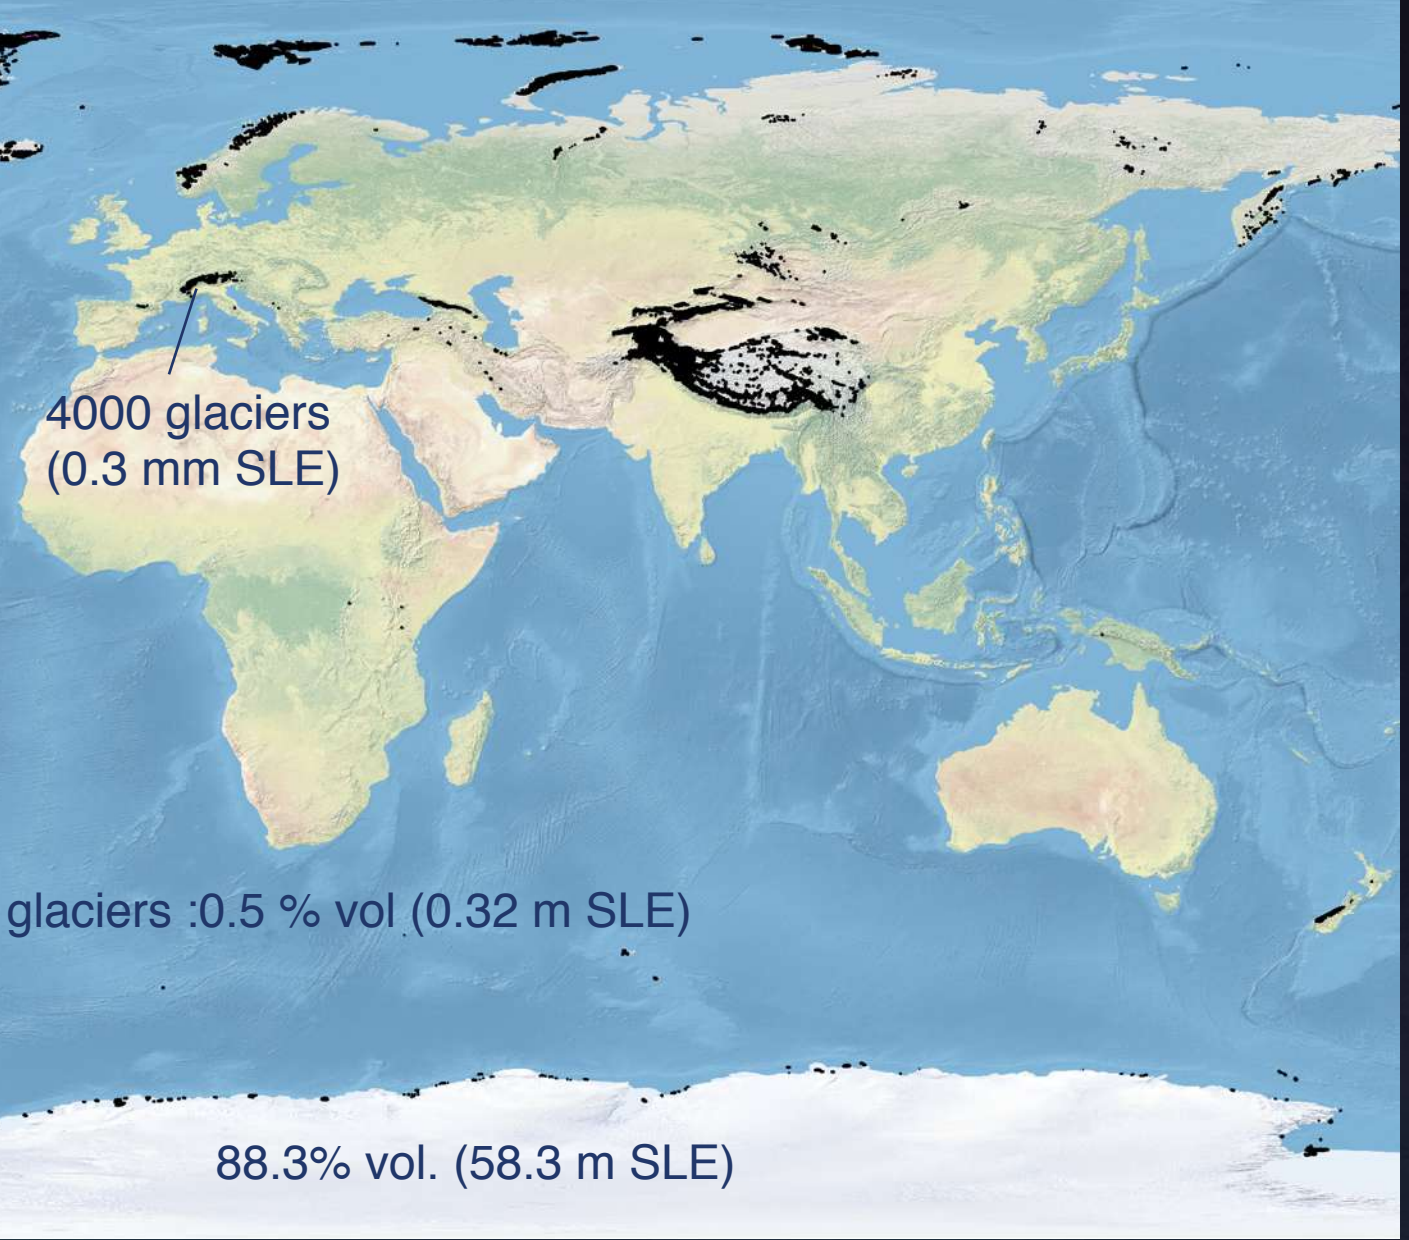 4000 glaciers
(0.3 mm SLE)
glaciers :0.5 % vol (0.32 m SLE)
88.3% vol. (58.3 m SLE)